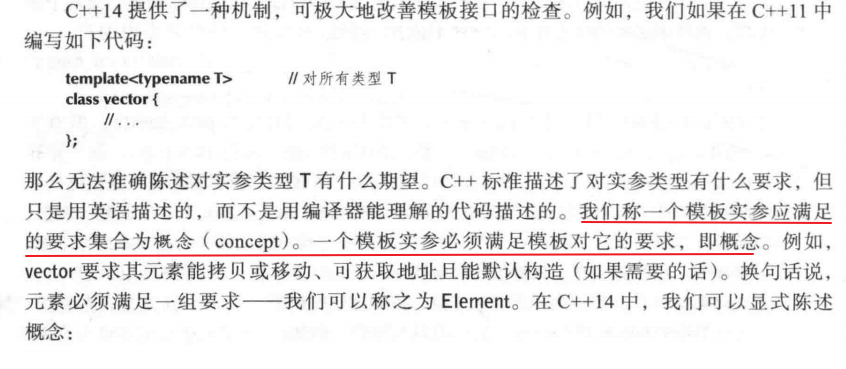 C++14 提供了一种机制，可极大地改善模板接口的检查。例如，我们如果在 C++11 中
编写如下代码：
template<typename T> // 对所有类型 T
class vector {
// . . .
};
那么无法准确陈述对实参类型 T 有什么期望。C++ 标准描述了对实参类型有什么要求，但
只是用英语描述的，而不是用编译器能理解的代码描述的。我们称一个模板实参应满足
的要求集合为概念（concept）。一个模板实参必须满足模板对它的要求，即概念。例如，
vector 要求其元素能拷贝或移动、可获取地址且能默认构造（如果需要的话）。换句话说，
元素必须满足一组要求——我们可以称之为 Element。在 C++14 中，我们可以显式陈述
概念：